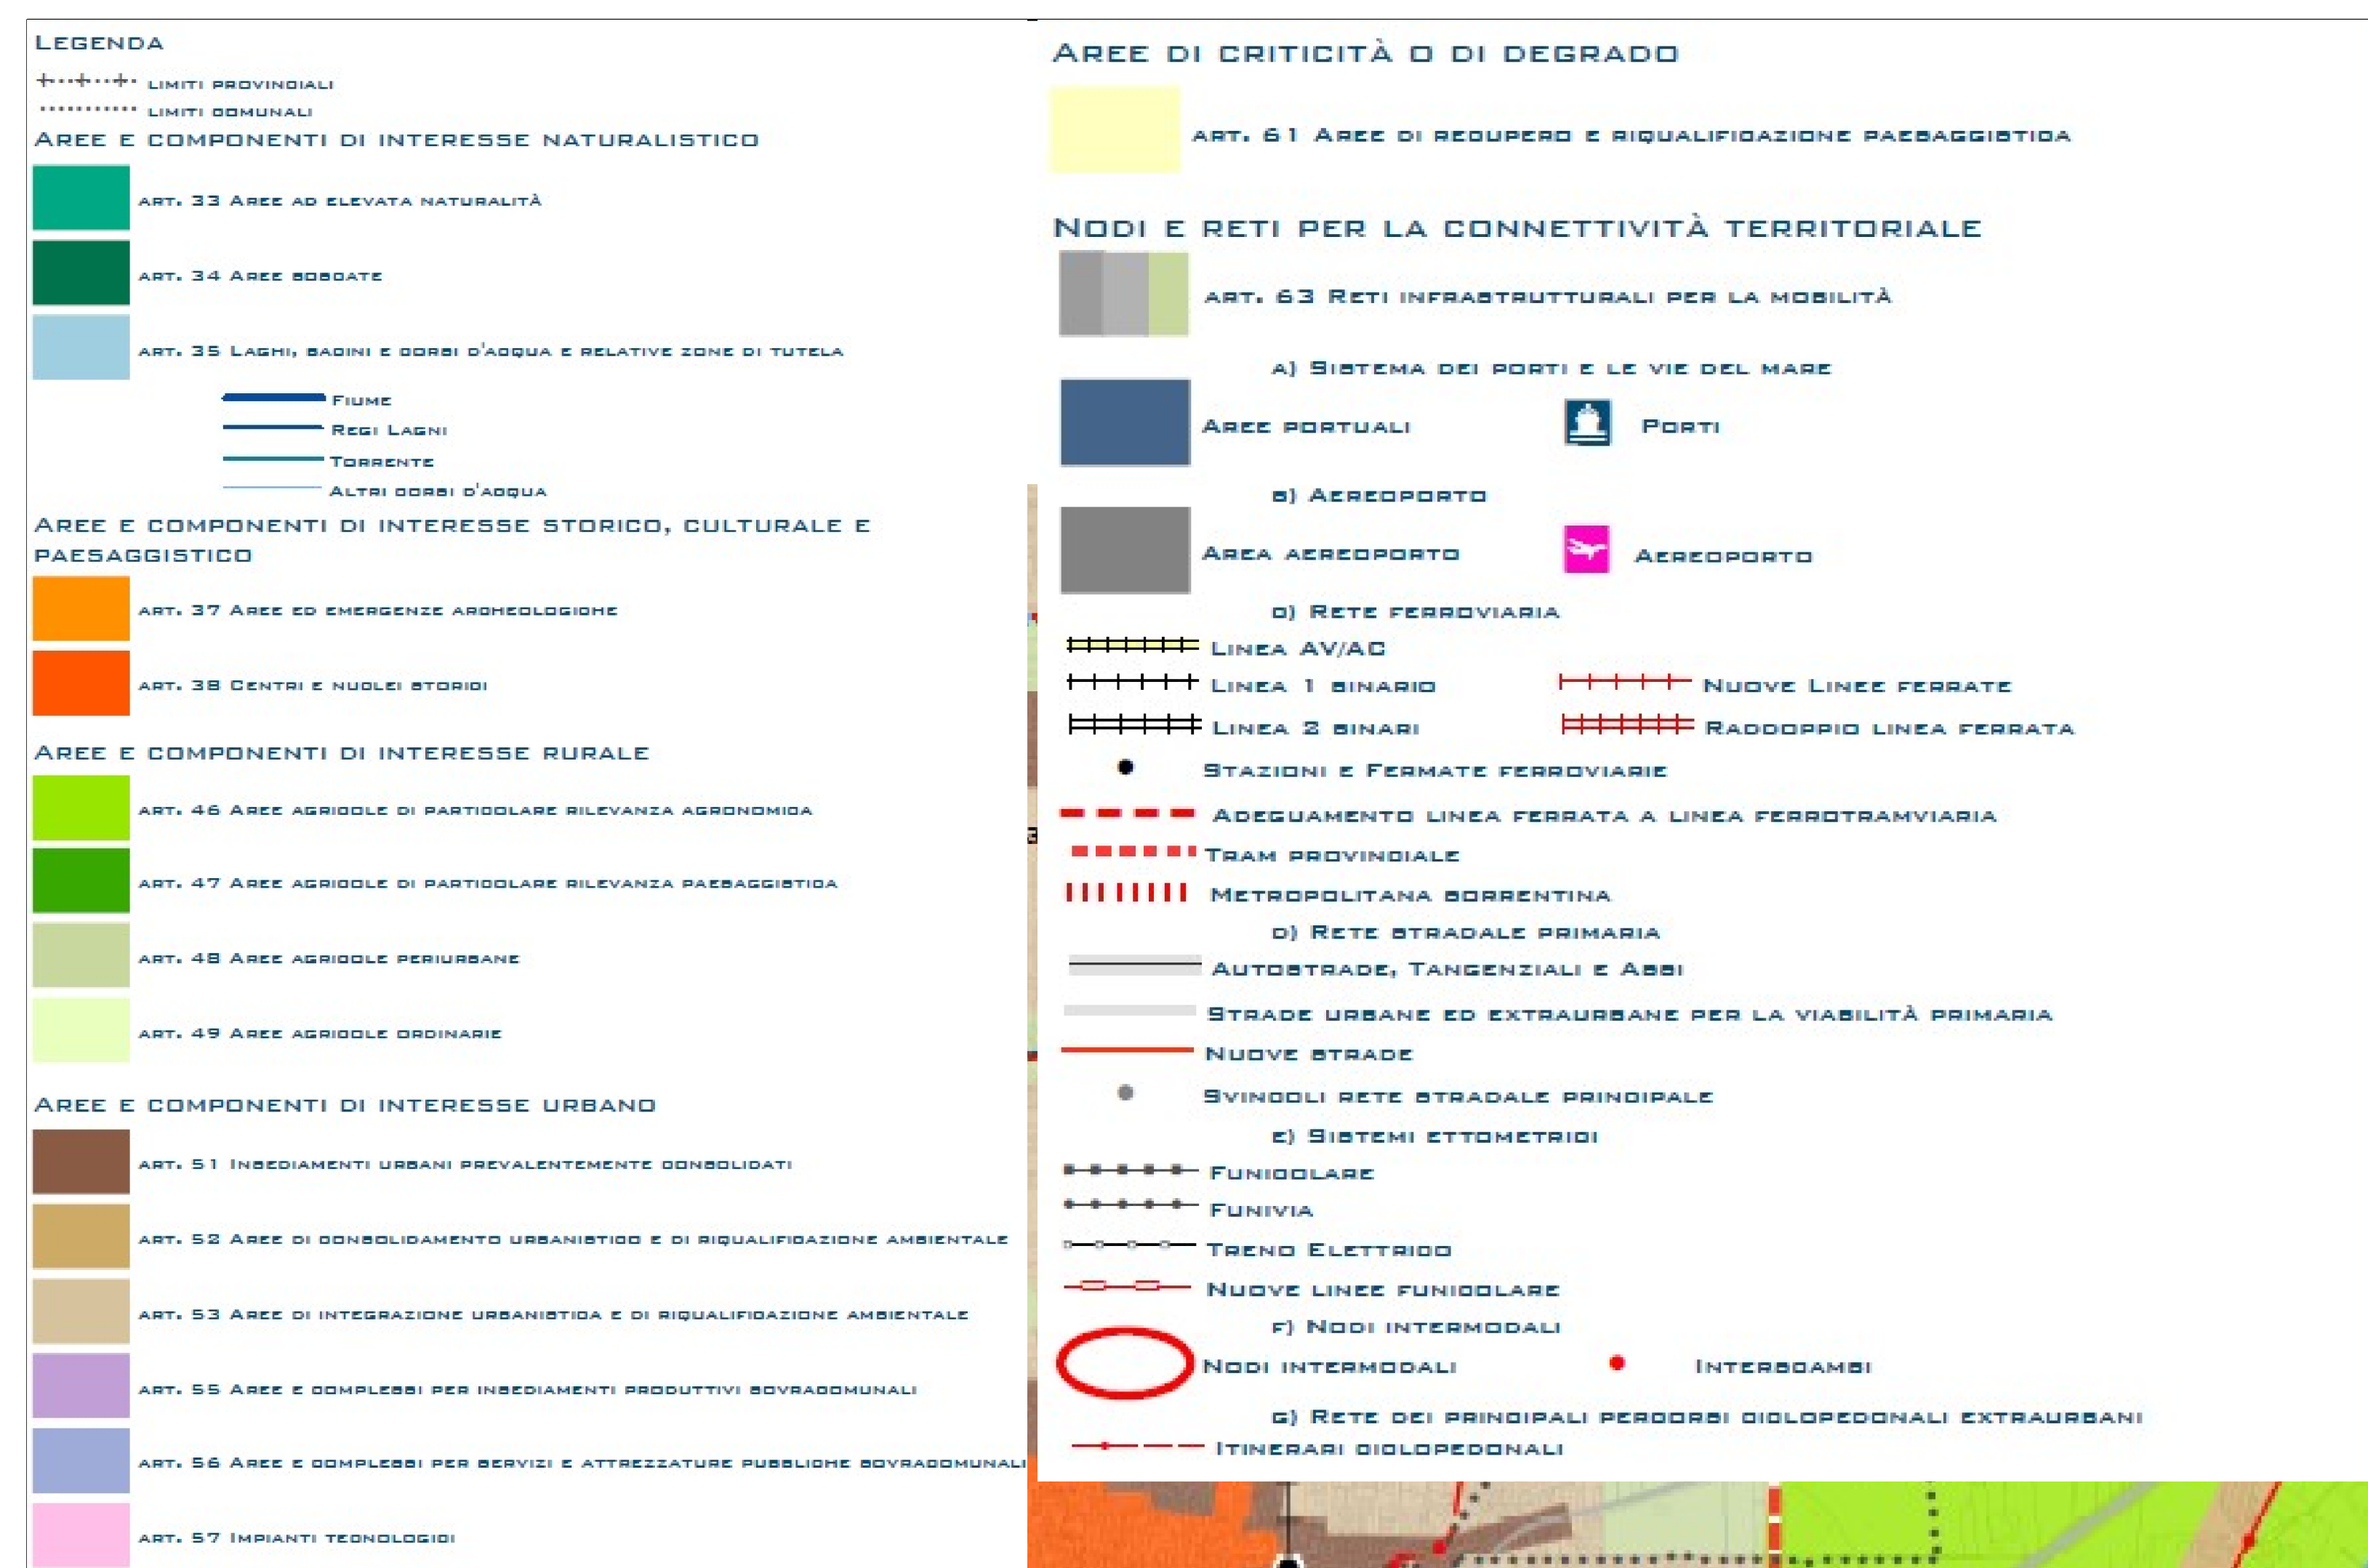 LEGENDA
LIMITI PROVINCIALI
LIMITI COMUNALI
AREE E COMPONENTI DI INTERESSE NATURALISTICO
ART. 33 AREE AD ELEVATA NATURALITÀ
ART. 34 AREE BOSCATE
ART. 35 LAGHI, BACINI E CORSI D'ACQUA E RELATIVE ZONE DI TUTELA
FIUME
REGI LAGNI
TORRENTE
ALTRI CORSI D'ACQUA
AREE E COMPONENTI DI INTERESSE STORICO, CULTURALE E
PAESAGGISTICO
ART. 37 AREE ED EMERGENZE ARCHEOLOGICHE
ART. 38 CENTRI E NUCLEI STORICI
AREE E COMPONENTI DI INTERESSE RURALE
ART. 46 AREE AGRICOLE DI PARTICOLARE RILEVANZA AGRONOMICA
ART. 47 AREE AGRICOLE DI PARTICOLARE RILEVANZA PAESAGGISTICA
ART. 48 AREE AGRICOLE PERIURBANE
ART. 49 AREE AGRICOLE ORDINARIE
AREE E COMPONENTI DI INTERESSE URBANO
ART. 51 INSEDIAMENTI URBANI PREVALENTEMENTE CONSOLIDATI
ART. 52 AREE DI CONSOLIDAMENTO URBANISTICO E DI RIQUALIFICAZIONE AMBIENTALE
ART. 53 AREE DI INTEGRAZIONE URBANISTICA E DI RIQUALIFICAZIONE AMBIENTALE
ART. 55 AREE E COMPLESSI PER INSEDIAMENTI PRODUTTIVI SOVRACOMUNALI
ART. 56 AREE E COMPLESSI PER SERVIZI E ATTREZZATURE PUBBLICHE SOVRACOMUNALI
ART. 57 IMPIANTI TECNOLOGICI
AREE DI CRITICITÀ O DI DEGRADO
ART. 61 AREE DI RECUPERO E RIQUALIFICAZIONE PAESAGGISTICA
NODI E RETI PER LA CONNETTIVITÀ TERRITORIALE
ART. 63 RETI INFRASTRUTTURALI PER LA MOBILITÀ
A) SISTEMA DEI PORTI E LE VIE DEL MARE
AREE PORTUALI PORTI
B) AEREOPORTO
AREA AEREOPORTO AEREOPORTO
C) RETE FERROVIARIA
LINEA AV/AC
LINEA 1 BINARIO NUOVE LINEE FERRATE
LINEA 2 BINARI RADDOPPIO LINEA FERRATA
STAZIONI E FERMATE FERROVIARIE
ADEGUAMENTO LINEA FERRATA A LINEA FERROTRAMVIARIA
TRAM PROVINCIALE
METROPOLITANA SORRENTINA
D) RETE STRADALE PRIMARIA
AUTOSTRADE, TANGENZIALI E ASSI
STRADE URBANE ED EXTRAURBANE PER LA VIABILITÀ PRIMARIA
NUOVE STRADE
SVINCOLI RETE STRADALE PRINCIPALE
E) SISTEMI ETTOMETRICI
FUNICOLARE
FUNIVIA
TRENO ELETTRICO
NUOVE LINEE FUNICOLARE
F) NODI INTERMODALI
NODI INTERMODALI INTERSCAMBI
G) RETE DEI PRINCIPALI PERCORSI CICLOPEDONALI EXTRAURBANI
ITINERARI CICLOPEDONALI